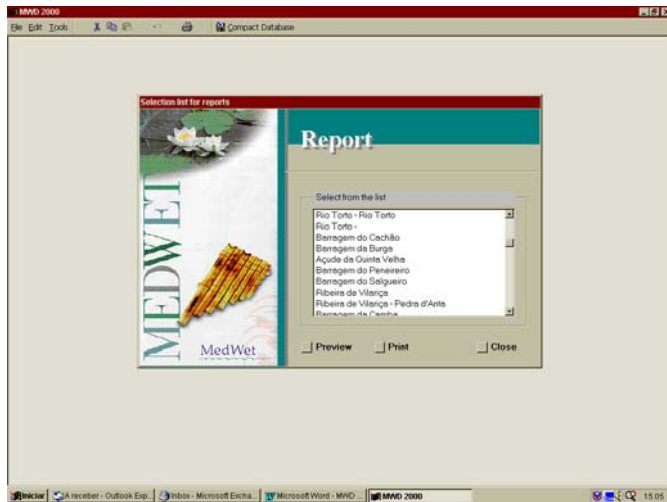 MWD 2000
File Edit Tools Compact Database
Selection list for reports
MEDWET
MedWet
Report
Select from the list
Rio Torto - Rio Torto
Rio Torto -
Barragem do Cachão
Barragem da Burga
Açude da Quinta Velha
Barragem do Peneireiro
Barragem do Salgueiro
Ribeira de Vilariça
Ribeira de Vilariça - Pedra d'Anta
Barragem da Camba
Preview Print Close
Iniciar A receber - Outlook Exp... Inbox - Microsoft Excha... Microsoft Word - MWD ... MWD 2000 15:05